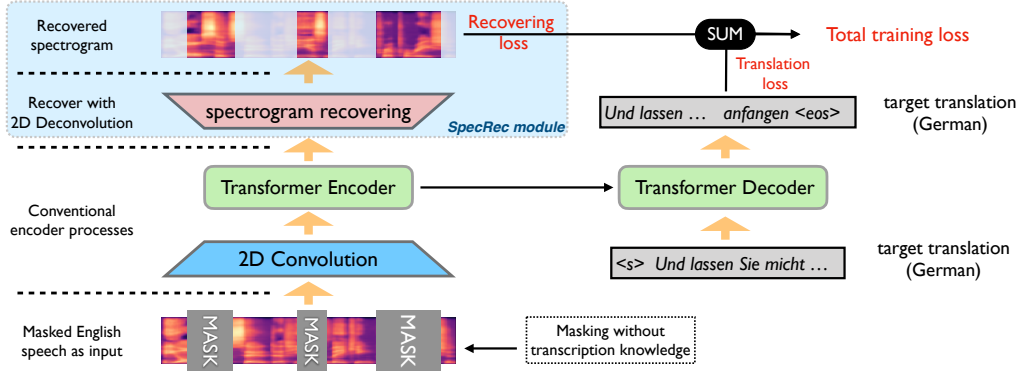 Recovered
spectrogram
Recovering
loss
SUM
Total training loss
Translation
loss
Recover with
2D Deconvolution
spectrogram recovering
SpecRec module
Und lassen … anfangen <eos>
target translation
(German)
Transformer Encoder
Transformer Decoder
Conventional
encoder processes
2D Convolution
<s> Und lassen Sie micht …
target translation
(German)
Masked English
speech as input
MASK
MASK
MASK
Masking without
transcription knowledge